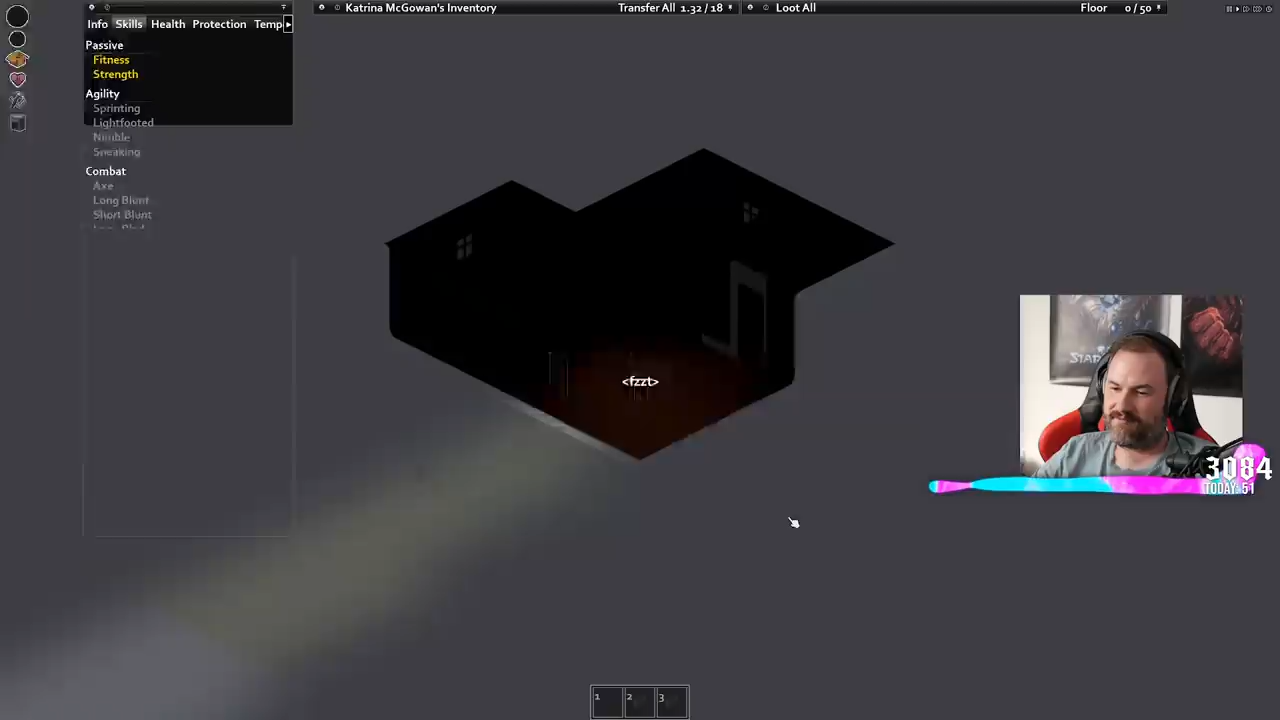 Katrina McGowan's Inventory Transfer All 1.32 / 18 Loot All Floor 0 / 50
Info Skills Health Protection Temp
Passive
Fitness
Strength
Agility
Sprinting
Lightfooted
Nimble
Sneaking
Combat
Axe
Long Blunt
Short Blunt
<fzzt>
STAR
3084
TODAY: 51
1 2 3